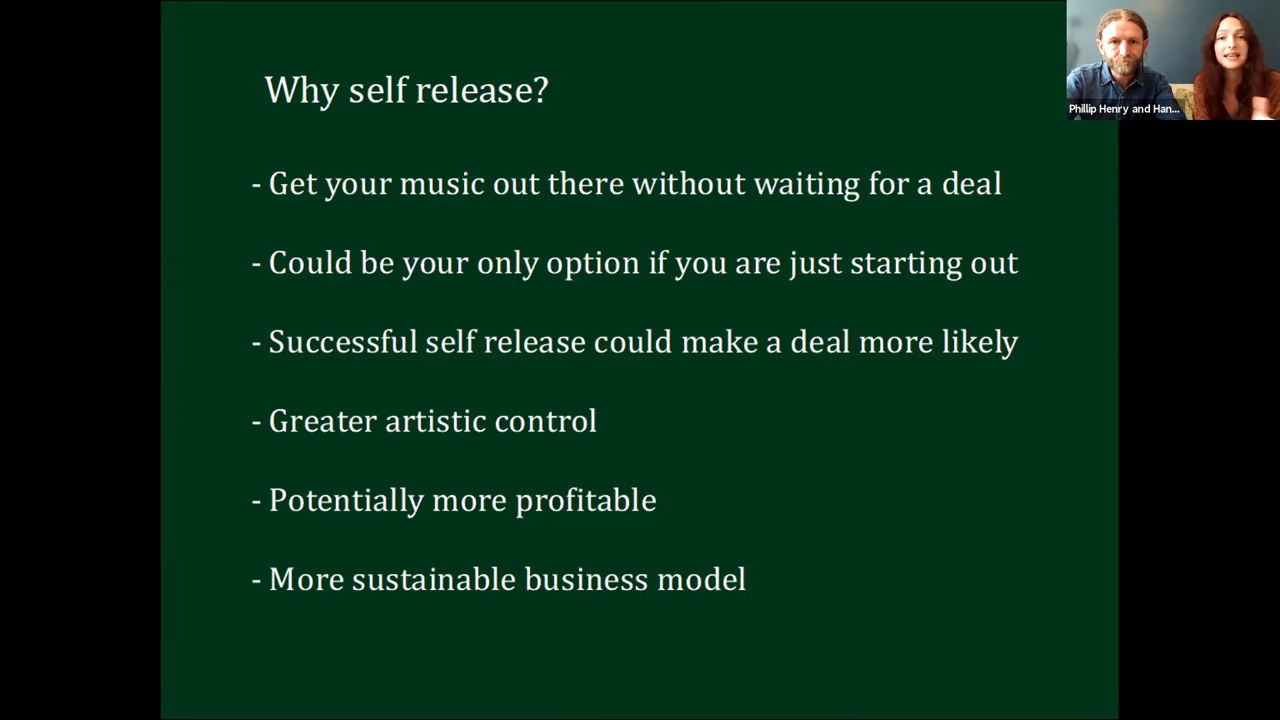 Why self release?
- Get your music out there without waiting for a deal
- Could be your only option if you are just starting out
- Successful self release could make a deal more likely
- Greater artistic control
- Potentially more profitable
- More sustainable business model
Phillip Henry and Han...